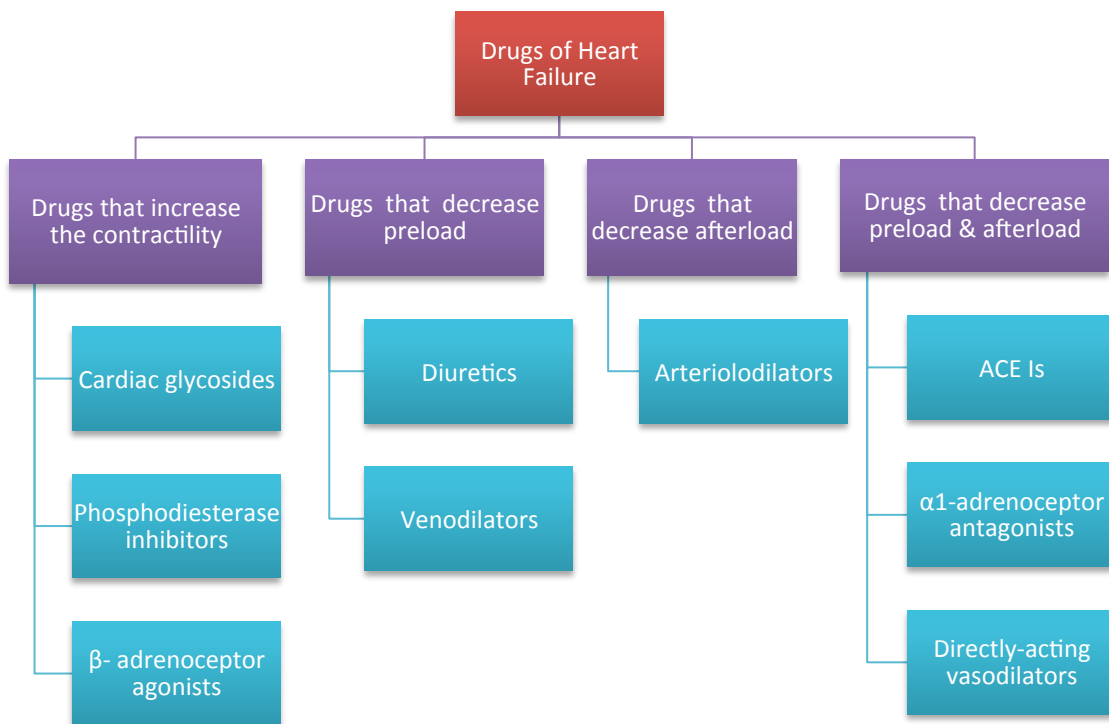 Drugs of Heart
Failure
Drugs that increase
the contractility
Drugs that decrease
preload
Drugs that
decrease afterload
Drugs that decrease
preload & afterload
Cardiac glycosides
Phosphodiesterase
inhibitors
β- adrenoceptor
agonists
Diuretics
Venodilators
Arteriolodilators
ACE Is
α1-adrenoceptor
antagonists
Directly-acting
vasodilators